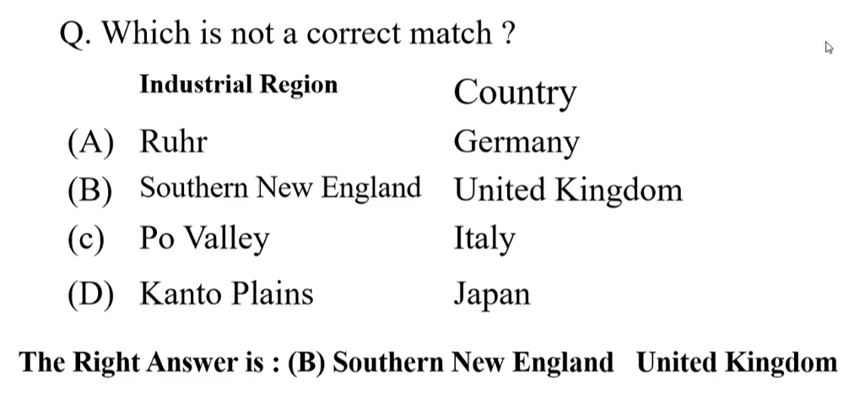 Q. Which is not a correct match ?
Industrial Region Country
(A) Ruhr Germany
(B) Southern New England United Kingdom
(c) Po Valley Italy
(D) Kanto Plains Japan
The Right Answer is : (B) Southern New England United Kingdom